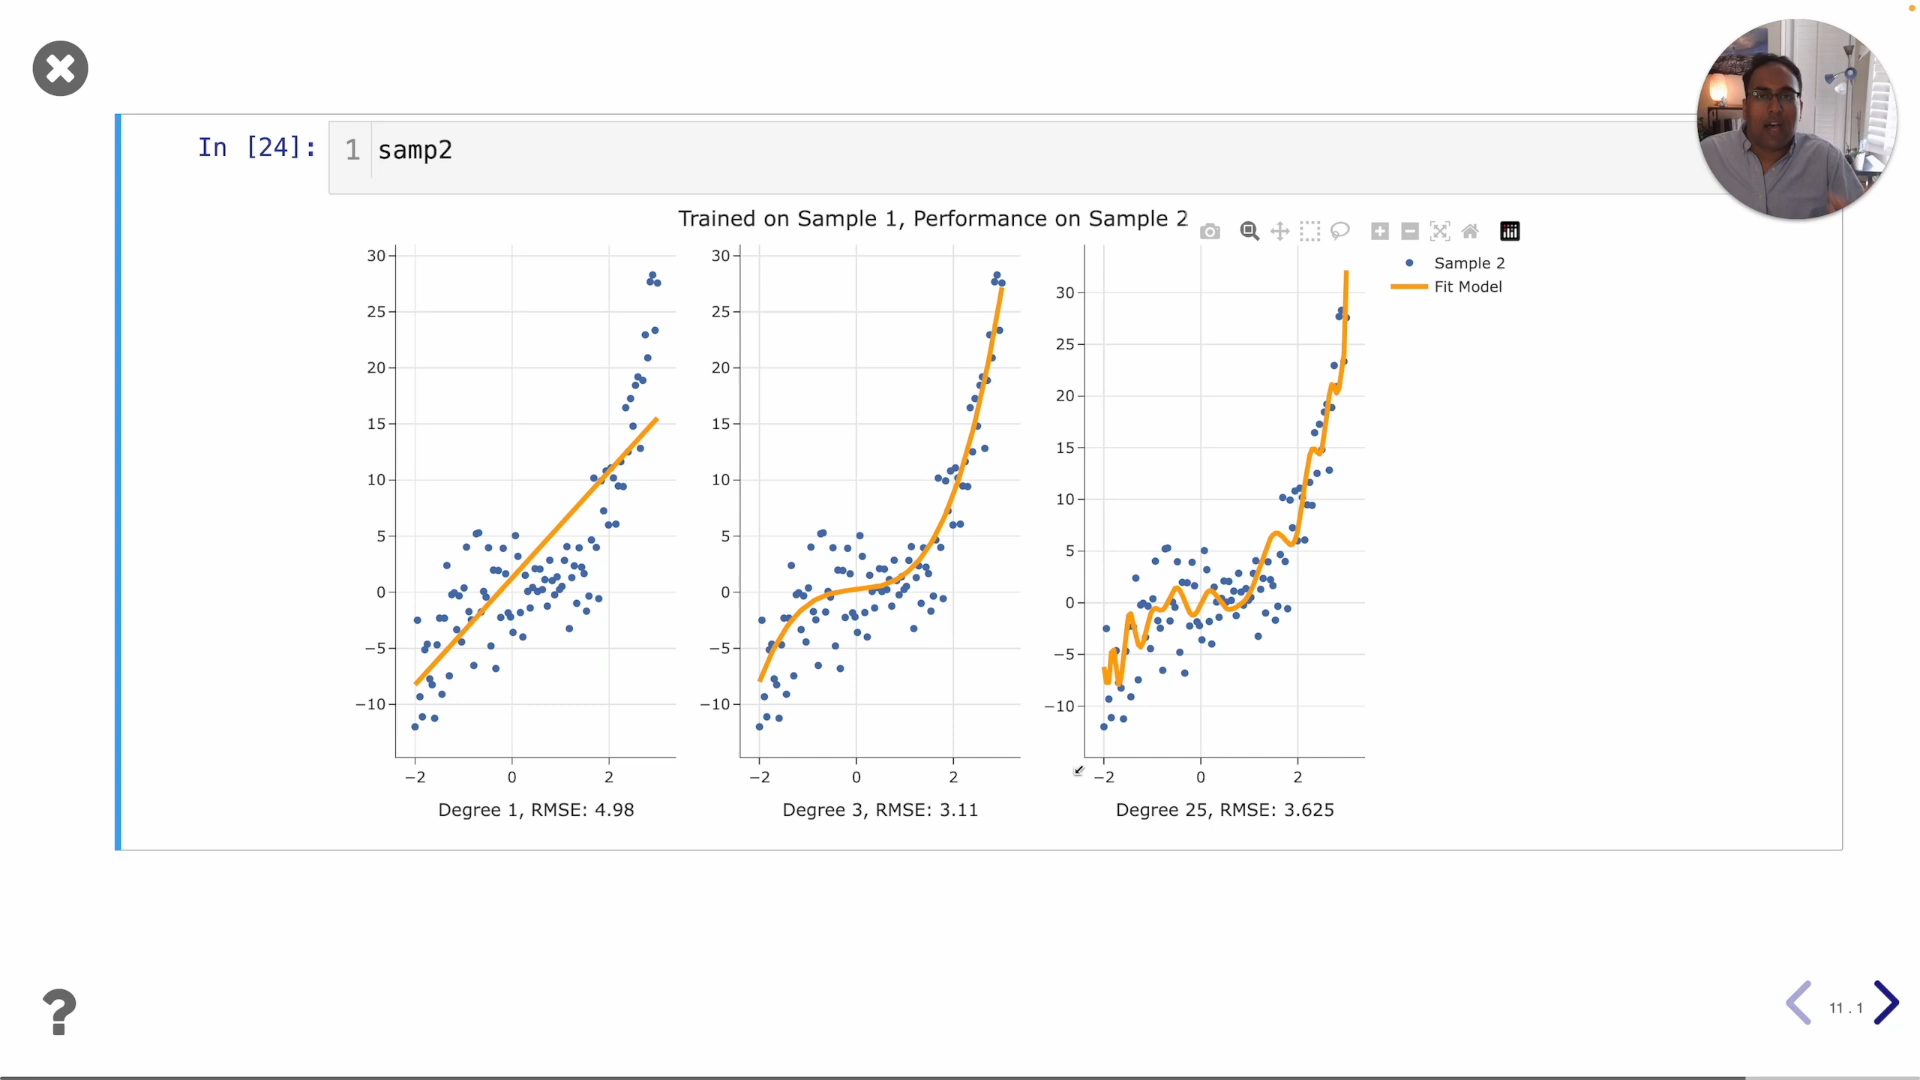 In [24]:
1 samp2
Trained on Sample 1, Performance on Sample 2
30
25
20
15
10
5
0
−5
−10
−2 0 2
Degree 1, RMSE: 4.98
30
25
20
15
10
5
0
−5
−10
−2 0 2
Degree 3, RMSE: 3.11
30
25
20
15
10
5
0
−5
−10
−2 0 2
Degree 25, RMSE: 3.625
Sample 2
Fit Model
?
11.1